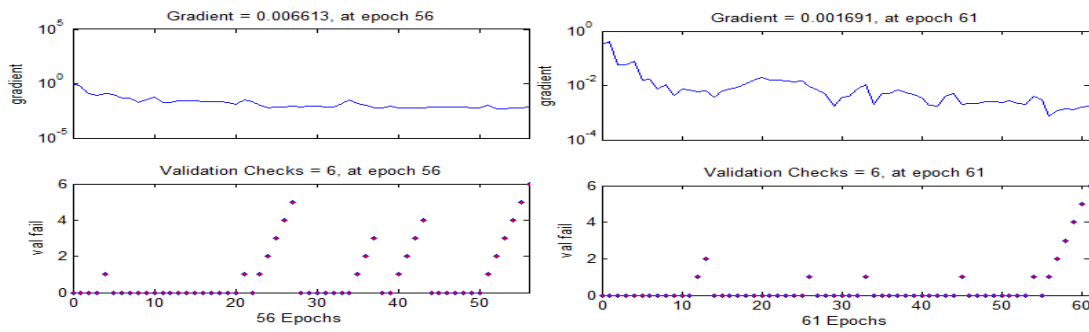 Gradient = 0.006613, at epoch 56
10^5
10^0
10^-5
gradient
Validation Checks = 6, at epoch 56
6
4
2
0
val fail
0 10 20 30 40 50
56 Epochs
Gradient = 0.001691, at epoch 61
10^0
10^-2
10^-4
gradient
Validation Checks = 6, at epoch 61
6
4
2
0
val fail
0 10 20 30 40 50 60
61 Epochs